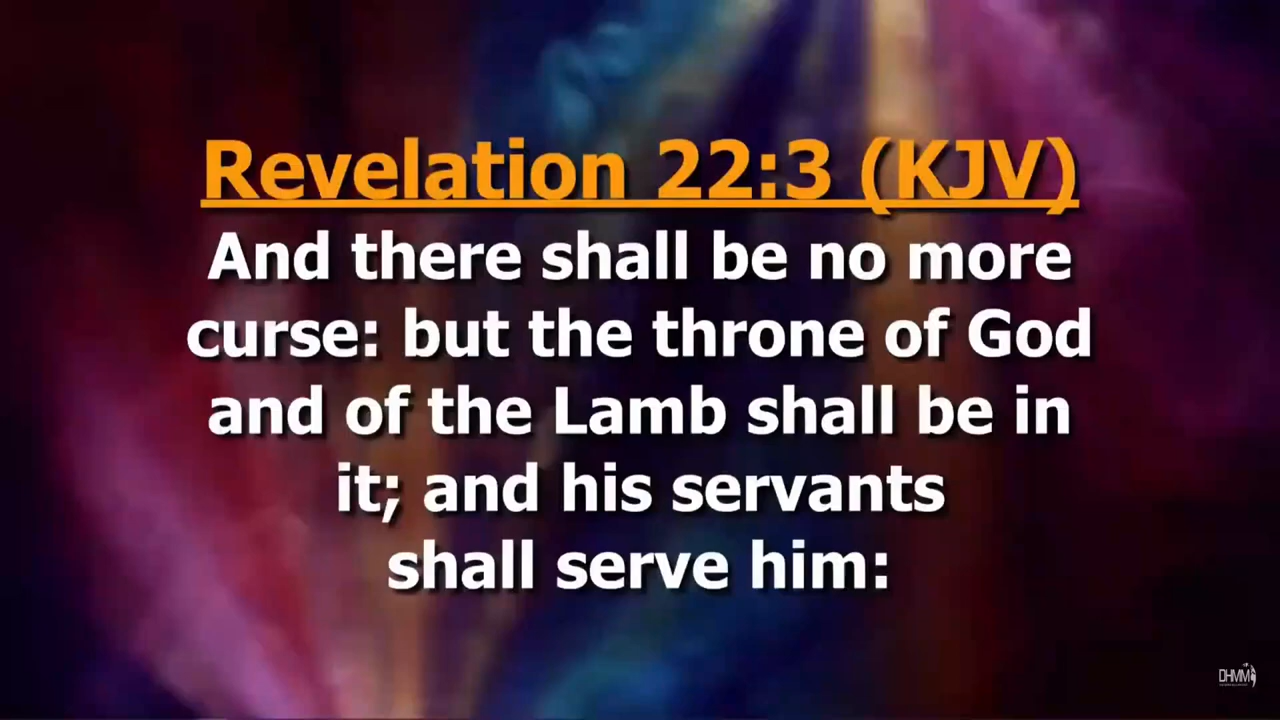 Revelation 22:3 (KJV)
And there shall be no more
curse: but the throne of God
and of the Lamb shall be in
it; and his servants
shall serve him:
DHMM